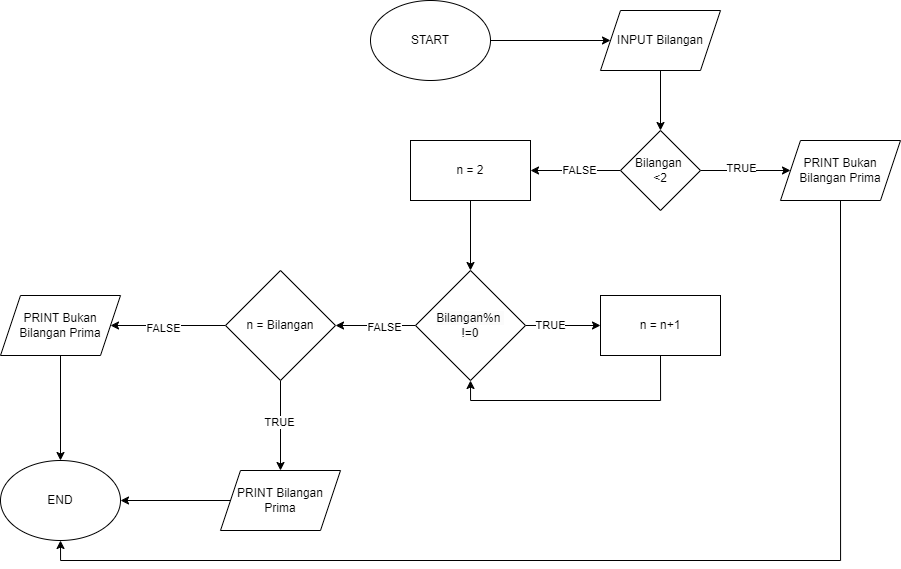 START
INPUT Bilangan
n = 2
FALSE
Bilangan
<2
TRUE
PRINT Bukan
Bilangan Prima
PRINT Bukan
Bilangan Prima
FALSE
n = Bilangan
FALSE
Bilangan%n
!=0
TRUE
n = n+1
TRUE
END
PRINT Bilangan
Prima